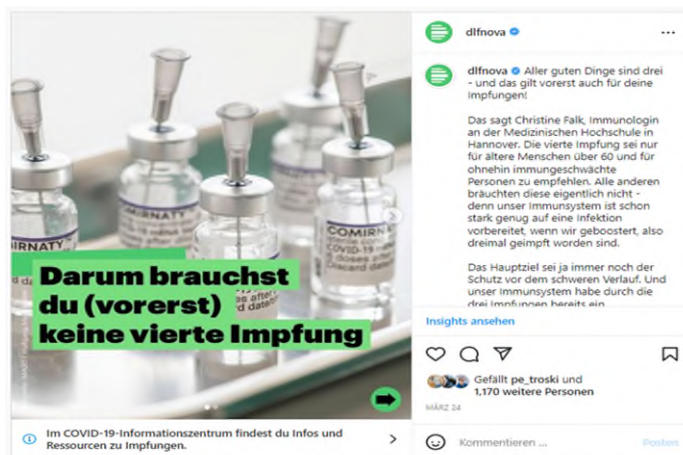 Darum brauchst
du (vorerst)
keine vierte Impfung
COMIRNATY
IRNATY
COMIRN
COVID-19 mRNA
Discard date
Im COVID-19-Informationszentrum findest du Infos und
Ressourcen zu Impfungen.
dlfnova
dlfnova Aller guten Dinge sind drei
- und das gilt vorerst auch für deine
Impfungen!
Das sagt Christine Falk, Immunologin
an der Medizinischen Hochschule in
Hannover. Die vierte Impfung sei nur
für ältere Menschen über 60 und für
ohnehin immungeschwächte
Personen zu empfehlen. Alle anderen
bräuchten diese eigentlich nicht -
denn unser Immunsystem ist schon
stark genug auf eine Infektion
vorbereitet, wenn wir geboostert, also
dreimal geimpft worden sind.
Das Hauptziel sei ja immer noch der
Schutz vor dem schweren Verlauf. Und
unser Immunsystem habe durch die
drei Impfungen bereits ein
Insights ansehen
Gefällt pe_troski und
1,170 weitere Personen
MÄRZ 24
Kommentieren ...
Posten